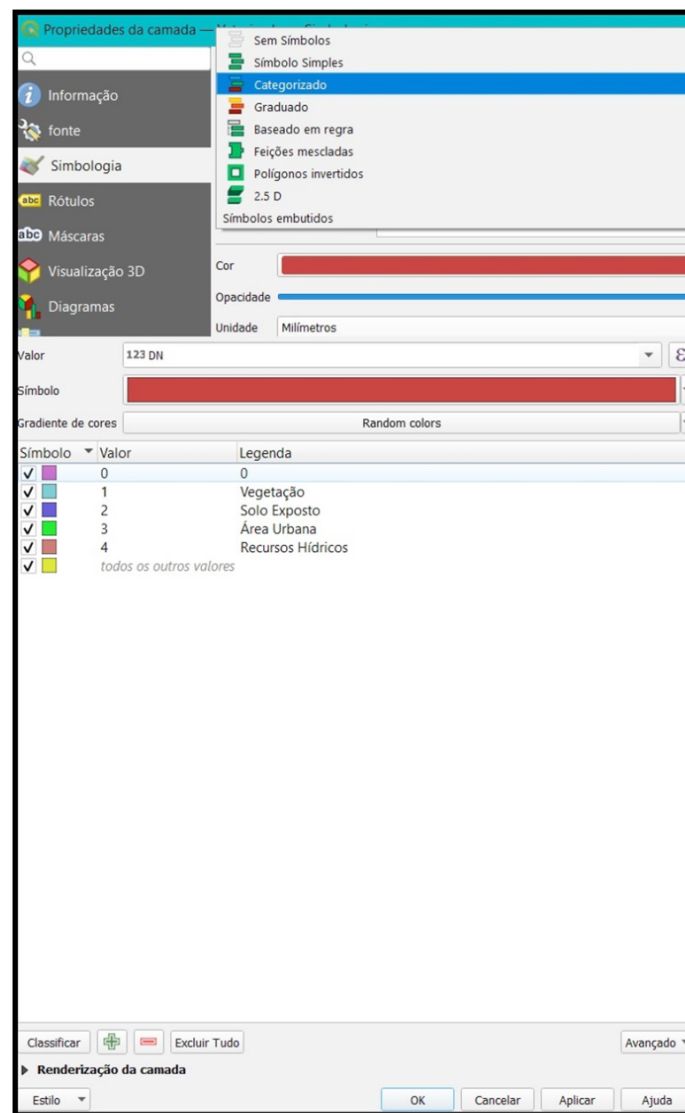 Propriedades da camada —
Sem Símbolos
Símbolo Simples
Categorizado
Graduado
Baseado em regra
Feições mescladas
Polígonos invertidos
2.5 D
Símbolos embutidos
Informação
fonte
Simbologia
abc Rótulos
abc Máscaras
Visualização 3D
Diagramas
Cor
Opacidade
Unidade Milímetros
Valor 123 DN ε
Símbolo
Gradiente de cores Random colors
Símbolo Valor Legenda
0 0
1 Vegetação
2 Solo Exposto
3 Área Urbana
4 Recursos Hídricos
todos os outros valores
Classificar Excluir Tudo Avançado
Renderização da camada
Estilo OK Cancelar Aplicar Ajuda